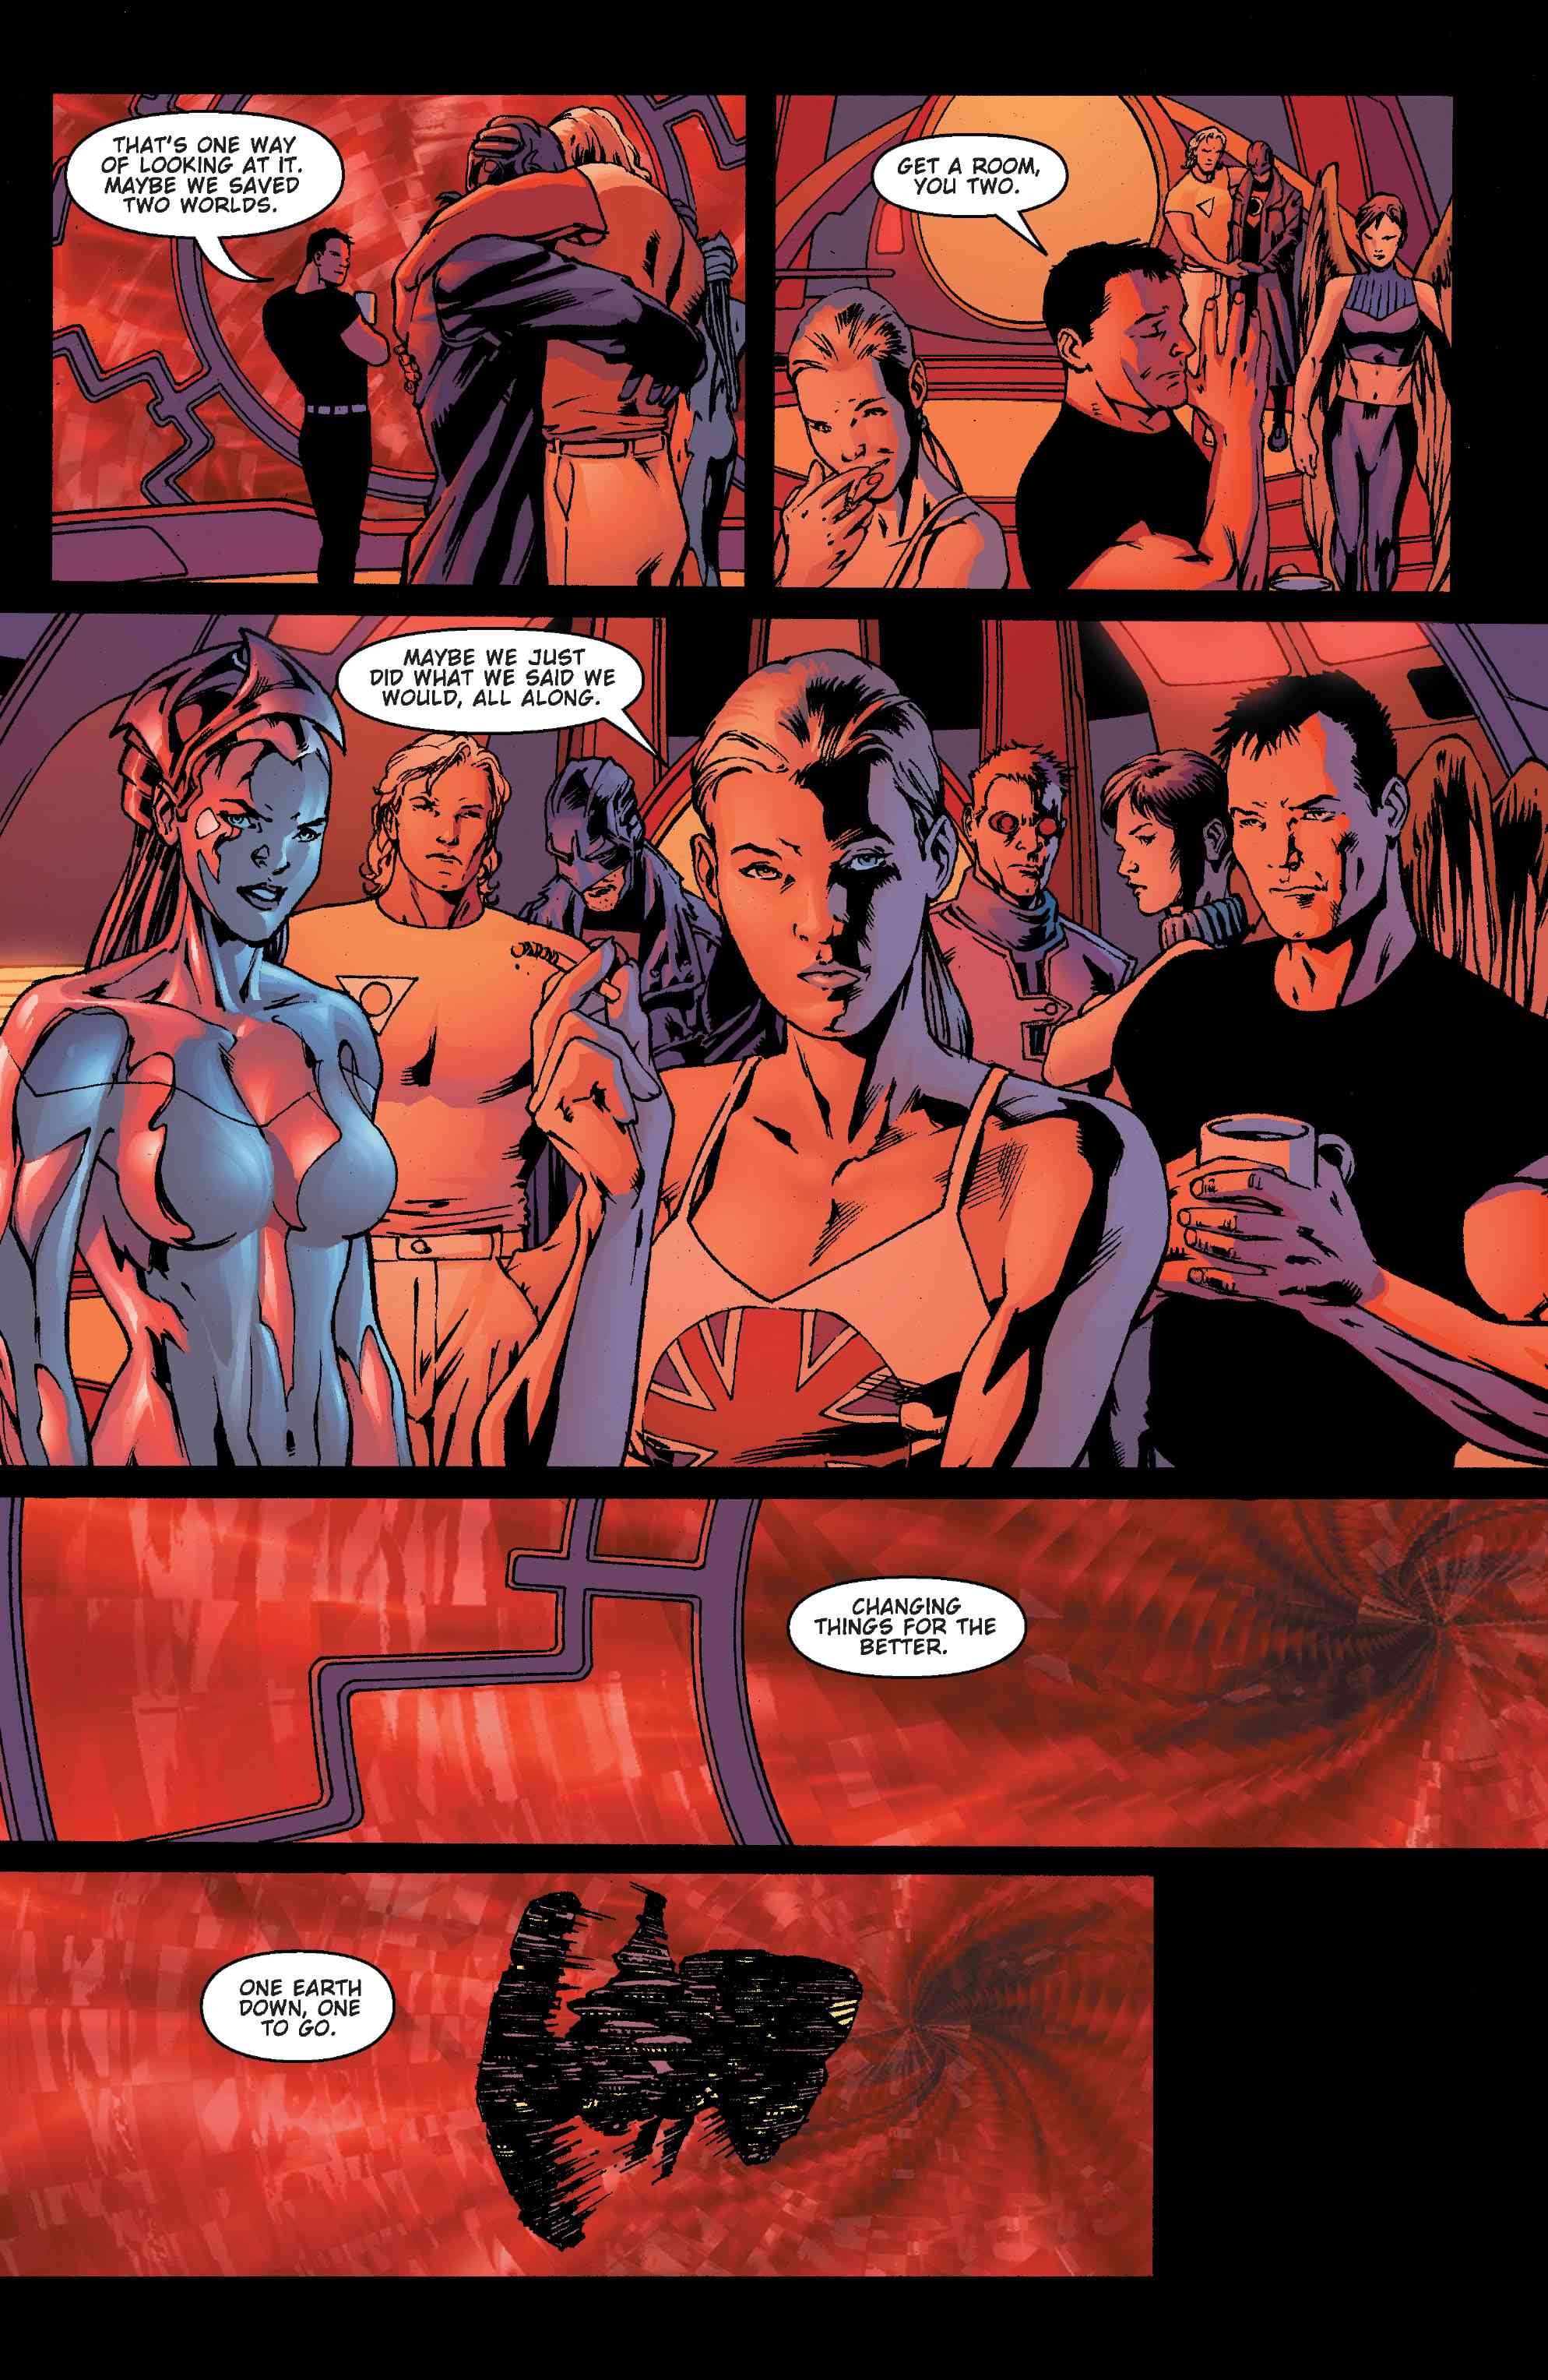 THAT'S ONE WAY
OF LOOKING AT IT.
MAYBE WE SAVED
TWO WORLDS.
GET A ROOM,
YOU TWO.
MAYBE WE JUST
DID WHAT WE SAID WE
WOULD, ALL ALONG.
CHANGING
THINGS FOR THE
BETTER.
ONE EARTH
DOWN, ONE
TO GO.